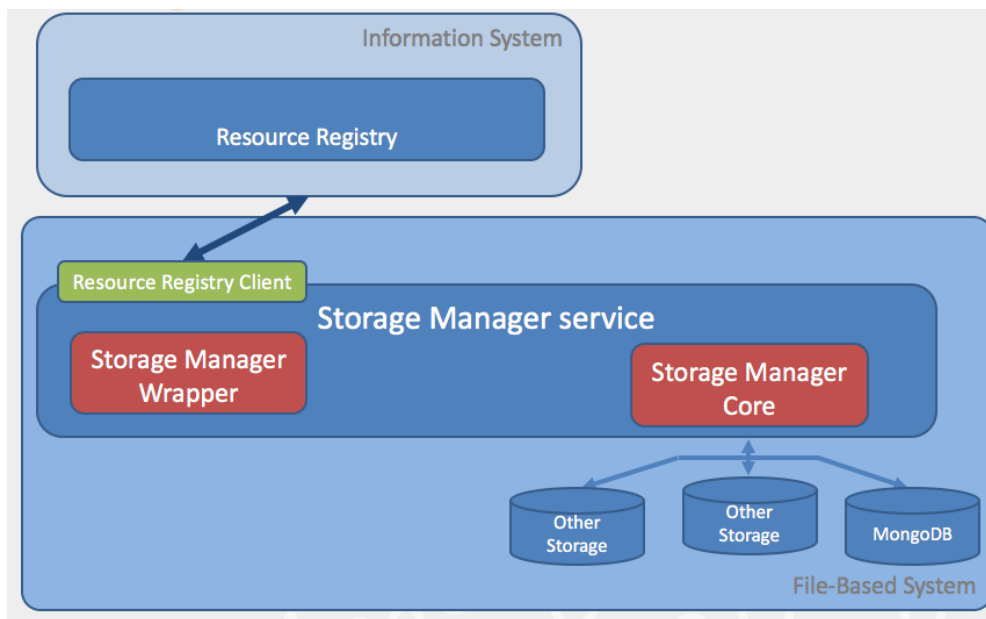 Information System
Resource Registry
Resource Registry Client
Storage Manager service
Storage Manager
Wrapper
Storage Manager
Core
Other
Storage
Other
Storage
MongoDB
File-Based System